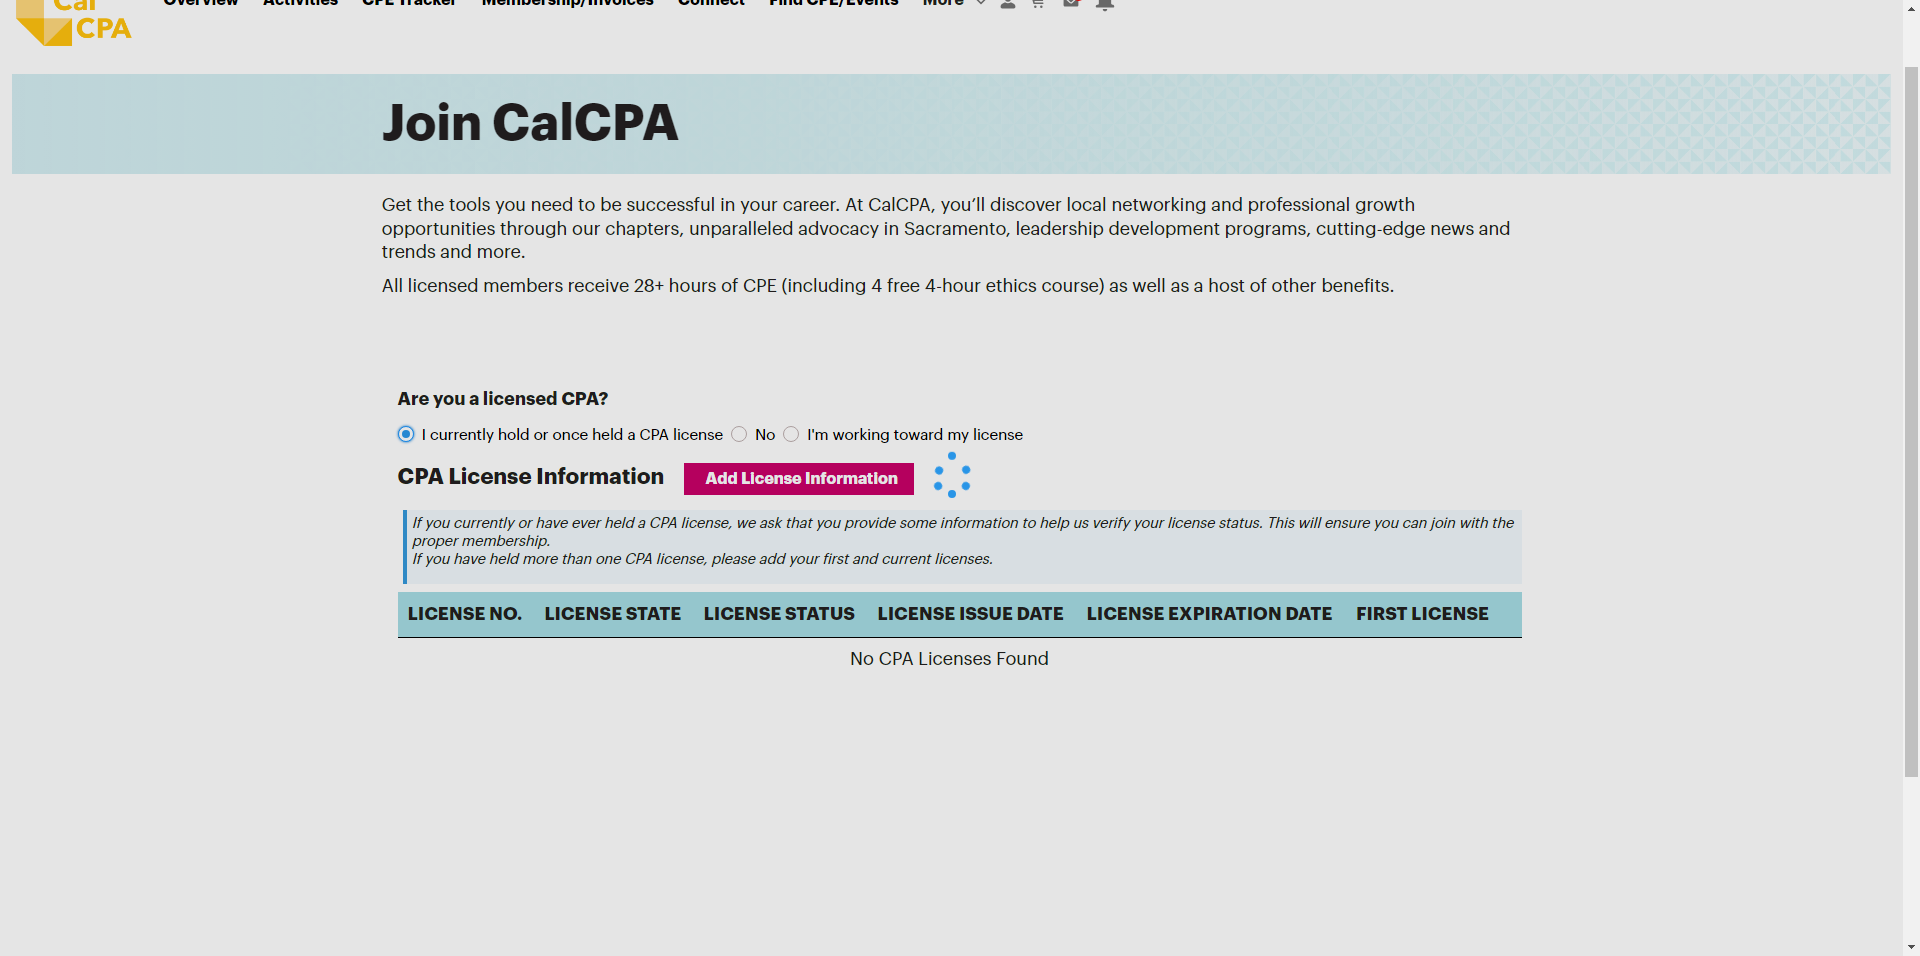 Cal
CPA
Overview Activities CPE Tracker Membership/Invoices Connect Find CPE/Events More
Join CalCPA
Get the tools you need to be successful in your career. At CalCPA, you’ll discover local networking and professional growth
opportunities through our chapters, unparalleled advocacy in Sacramento, leadership development programs, cutting-edge news and
trends and more.
All licensed members receive 28+ hours of CPE (including 4 free 4-hour ethics course) as well as a host of other benefits.
Are you a licensed CPA?
I currently hold or once held a CPA license No I'm working toward my license
CPA License Information Add License Information
If you currently or have ever held a CPA license, we ask that you provide some information to help us verify your license status. This will ensure you can join with the
proper membership.
If you have held more than one CPA license, please add your first and current licenses.
LICENSE NO. LICENSE STATE LICENSE STATUS LICENSE ISSUE DATE LICENSE EXPIRATION DATE FIRST LICENSE
No CPA Licenses Found